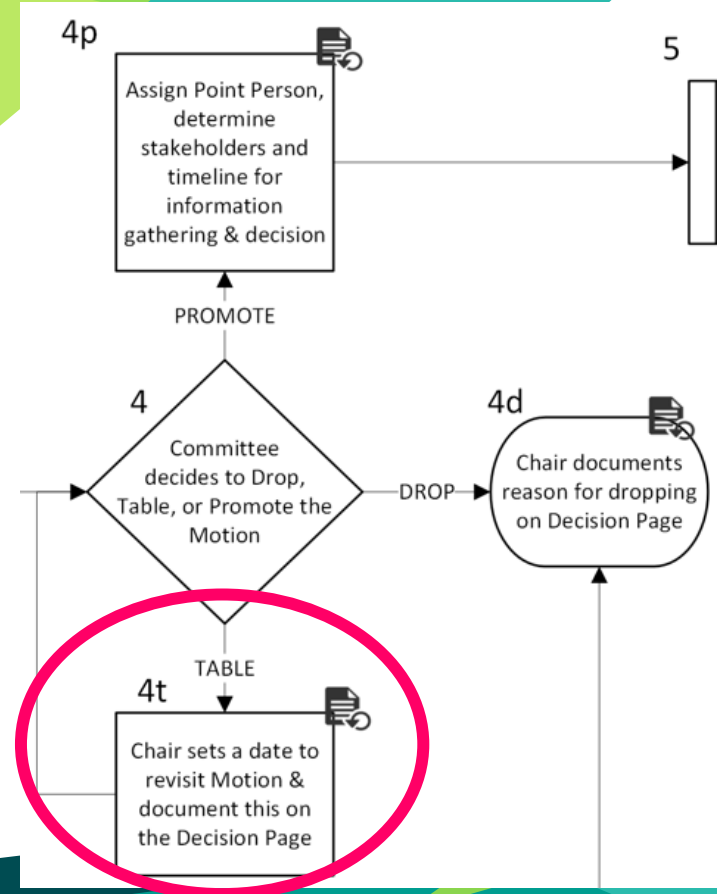 4p
5
Assign Point Person,
determine
stakeholders and
timeline for
information
gathering & decision
PROMOTE
4
4d
Committee
decides to Drop,
Table, or Promote the
Motion
DROP
Chair documents
reason for dropping
on Decision Page
TABLE
4t
Chair sets a date to
revisit Motion &
document this on
the Decision Page